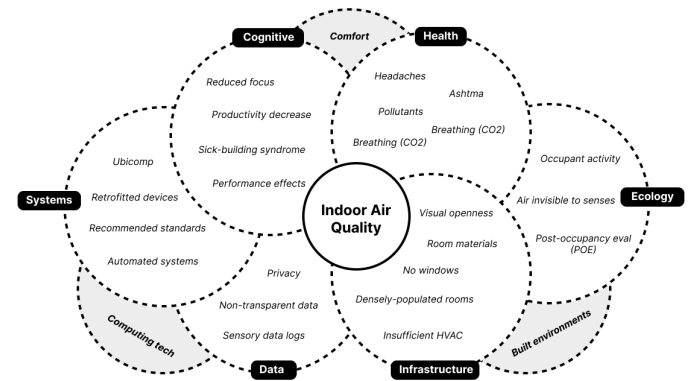 Cognitive
Comfort
Health
Reduced focus
Productivity decrease
Sick-building syndrome
Performance effects
Headaches
Ashtma
Pollutants
Breathing (CO2)
Breathing (CO2)
Systems
Ubicomp
Retrofitted devices
Recommended standards
Automated systems
Indoor Air
Quality
Ecology
Occupant activity
Air invisible to senses
Post-occupancy eval
(POE)
Visual openness
Room materials
No windows
Densely-populated rooms
Insufficient HVAC
Privacy
Non-transparent data
Sensory data logs
Computing tech
Built environments
Data
Infrastructure